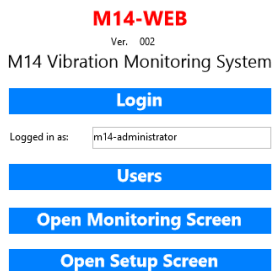 M14-WEB
Ver. 002
M14 Vibration Monitoring System
Login
Logged in as: m14-administrator
Users
Open Monitoring Screen
Open Setup Screen